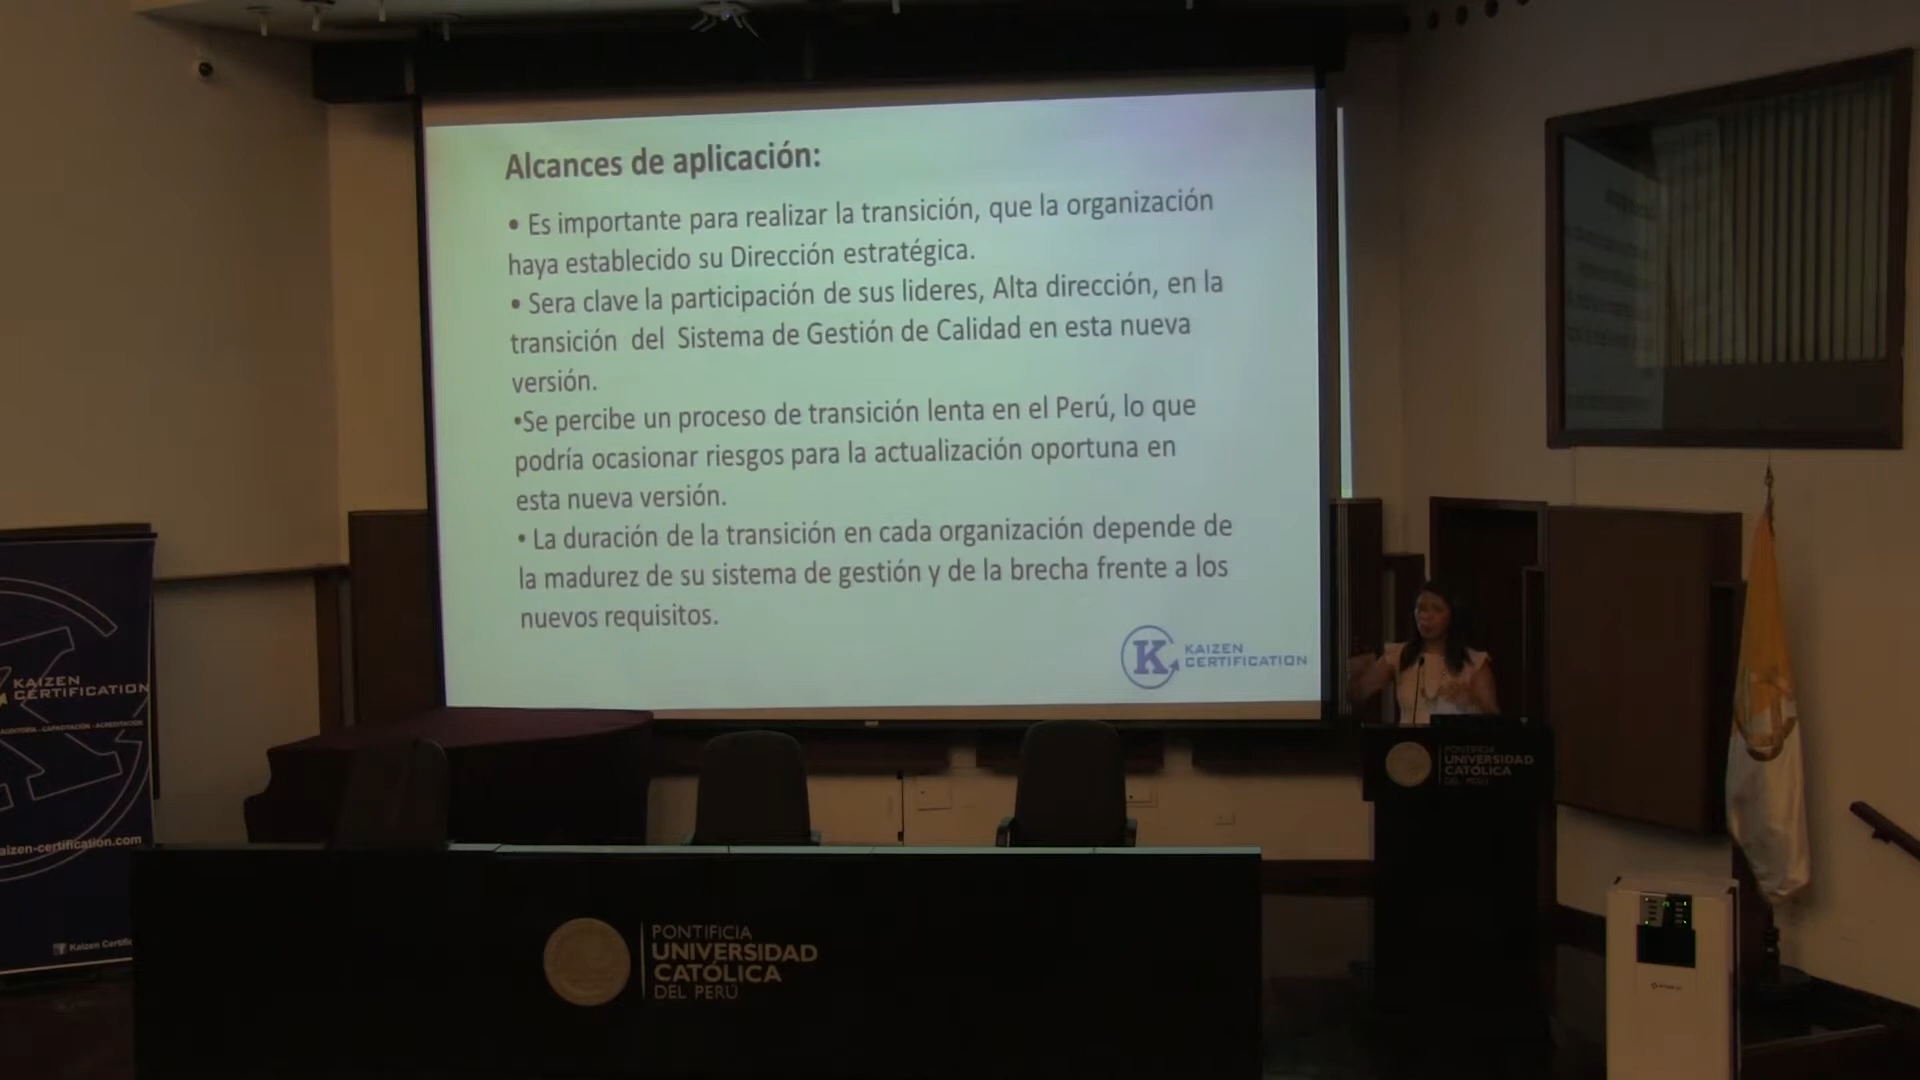 Alcances de aplicación:
• Es importante para realizar la transición, que la organización
haya establecido su Dirección estratégica.
• Sera clave la participación de sus lideres, Alta dirección, en la
transición del Sistema de Gestión de Calidad en esta nueva
versión.
•Se percibe un proceso de transición lenta en el Perú, lo que
podría ocasionar riesgos para la actualización oportuna en
esta nueva versión.
• La duración de la transición en cada organización depende de
la madurez de su sistema de gestión y de la brecha frente a los
nuevos requisitos.
K KAIZEN
CERTIFICATION
KAIZEN
CERTIFICATION
AUDITORÍA - CAPACITACIÓN - ACREDITACIÓN
aizen-certification.com
Kaizen Certific
PONTIFICIA
UNIVERSIDAD
CATÓLICA
DEL PERÚ
PONTIFICIA
UNIVERSIDAD
CATÓLICA
DEL PERÚ